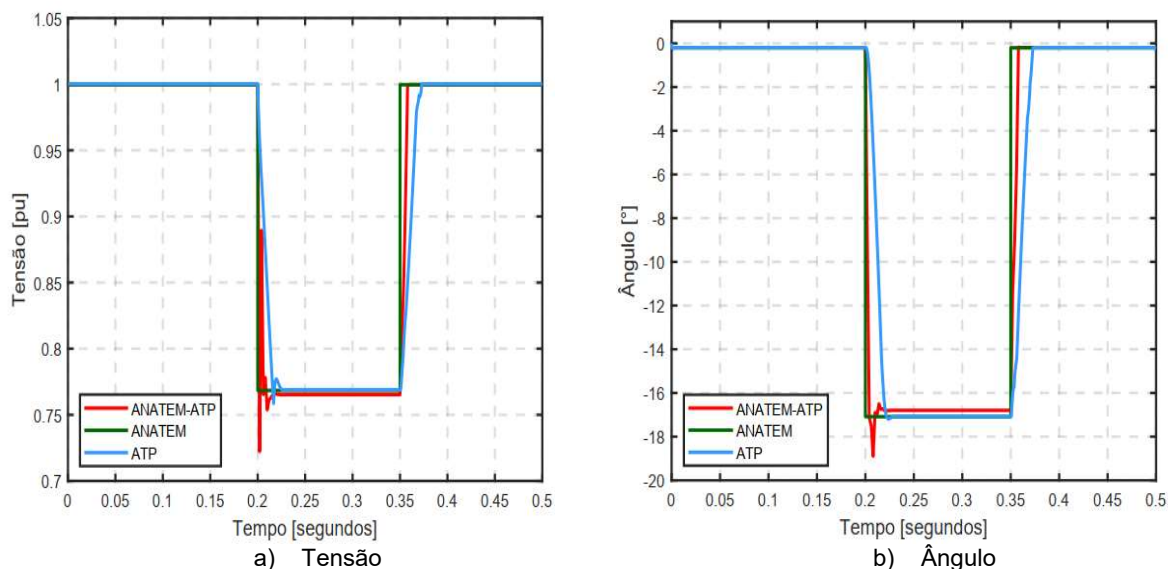 1.05
1
0.95
0.9
0.85
0.8
0.75
0.7
Tensão [pu]
ANATEM-ATP
ANATEM
ATP
0 0.05 0.1 0.15 0.2 0.25 0.3 0.35 0.4 0.45 0.5
Tempo [segundos]
a) Tensão
0
-2
-4
-6
-8
-10
-12
-14
-16
-18
-20
Ângulo [°]
ANATEM-ATP
ANATEM
ATP
0 0.05 0.1 0.15 0.2 0.25 0.3 0.35 0.4 0.45 0.5
Tempo [segundos]
b) Ângulo